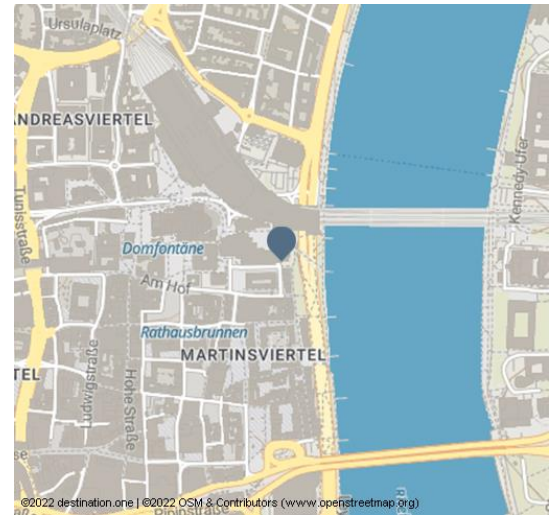 Ursulaplatz
ANDREASVIERTEL
Tunisstraße
Kennedy-Ufer
Domfontäne
Am Hof
Rathausbrunnen
MARTINSVIERTEL
TEL
Ludwigstraße
Hohe Straße
©2022 destination.one | ©2022 OSM & Contributors (www.openstreetmap.org)